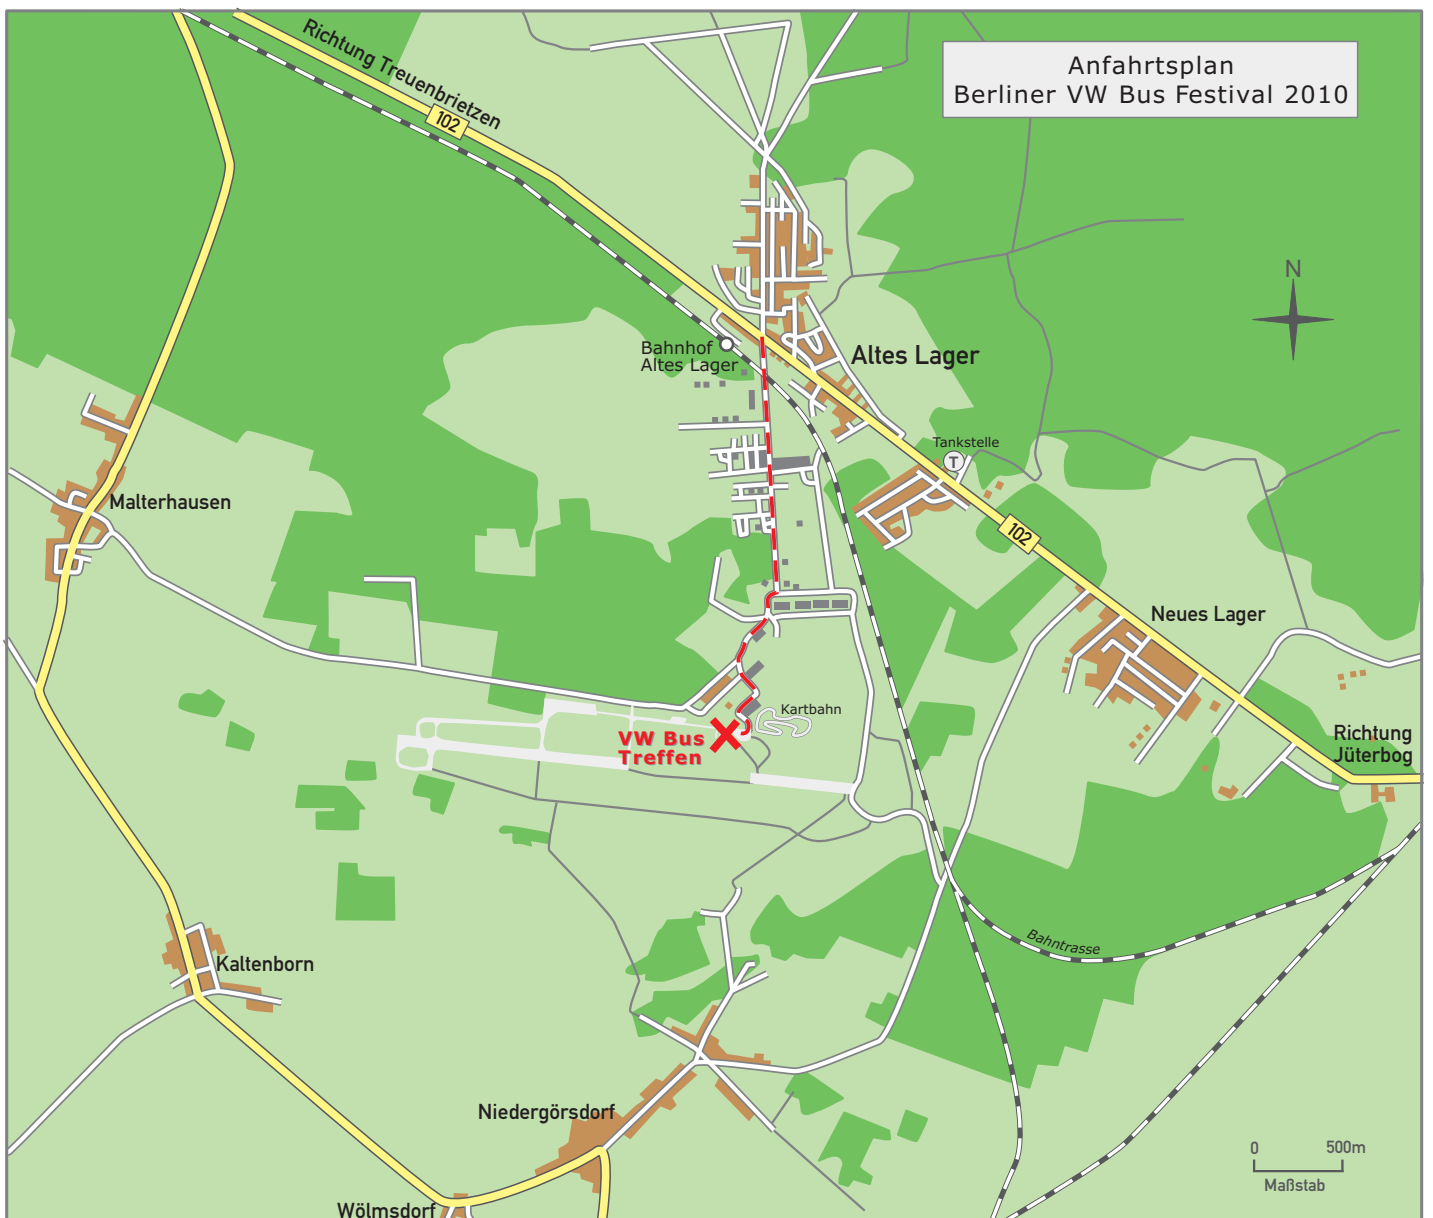 Richtung Treuenbrietzen
102
Anfahrtsplan
Berliner VW Bus Festival 2010
N
Bahnhof
Altes Lager
Altes Lager
Tankstelle
T
Malterhausen
102
Neues Lager
Kartbahn
VW Bus
Treffen
Richtung
Jüterbog
Bahntrasse
Kaltenborn
Niedergörsdorf
0 500m
Maßstab
Wölmsdorf